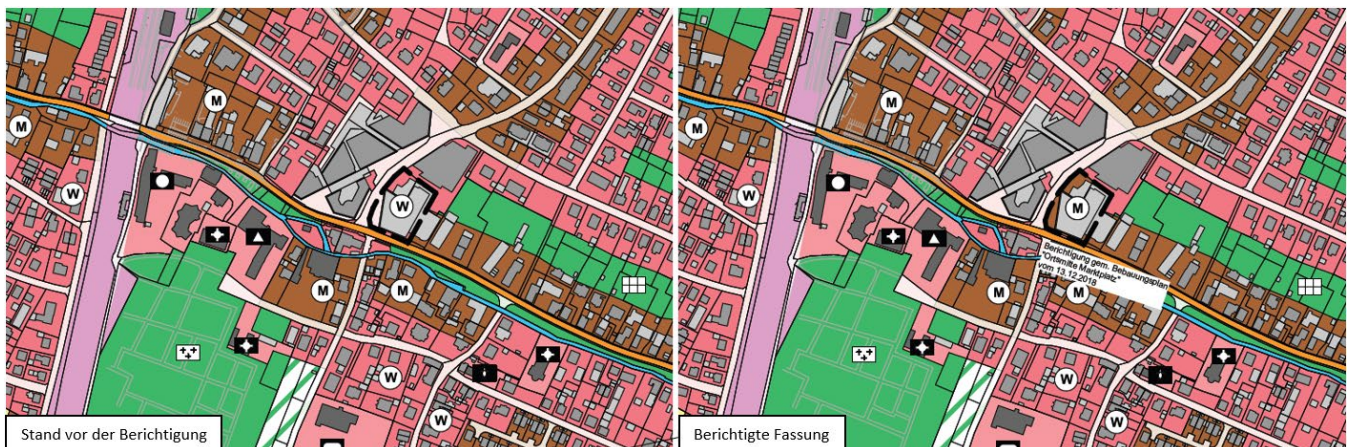 M
M
W
W
M
M
W
W
Stand vor der Berichtigung
M
M
W
M
Berichtigung gem. Bebauungsplan
"Ortsmitte Marktplatz"
vom 13.12.2018
M
M
W
W
Berichtigte Fassung